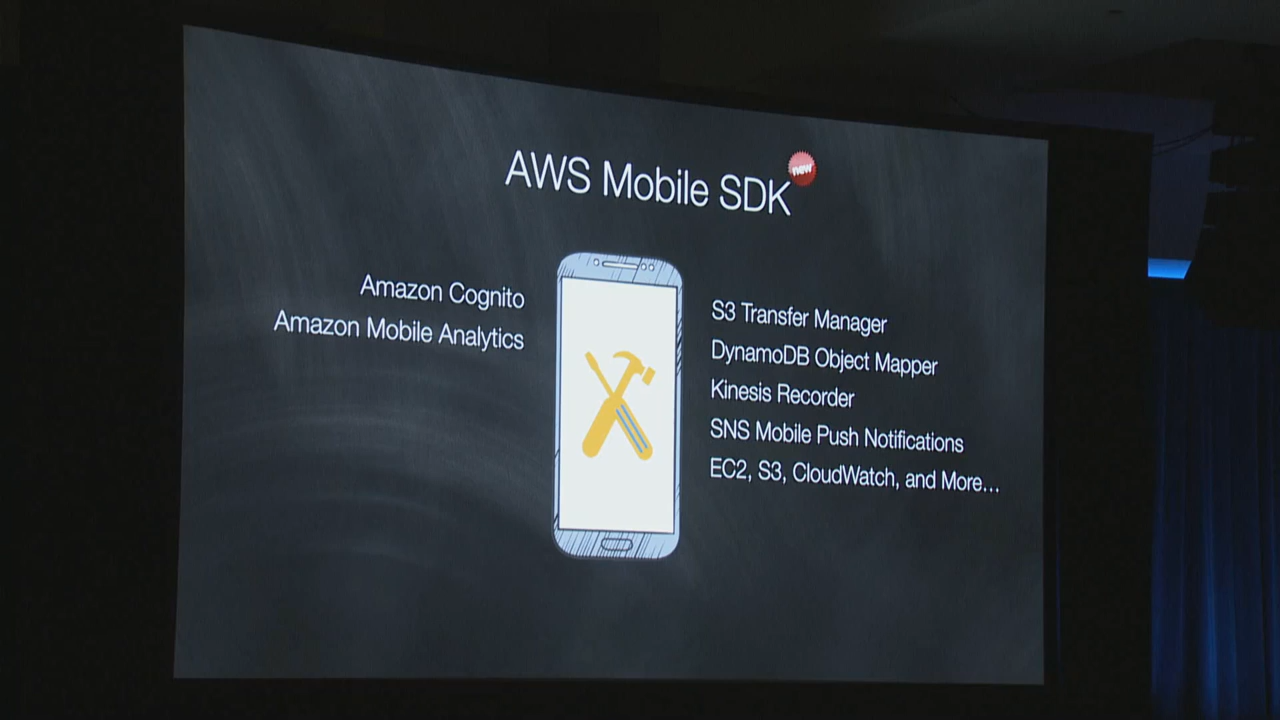 AWS Mobile SDK
new
Amazon Cognito
Amazon Mobile Analytics
S3 Transfer Manager
DynamoDB Object Mapper
Kinesis Recorder
SNS Mobile Push Notifications
EC2, S3, CloudWatch, and More...